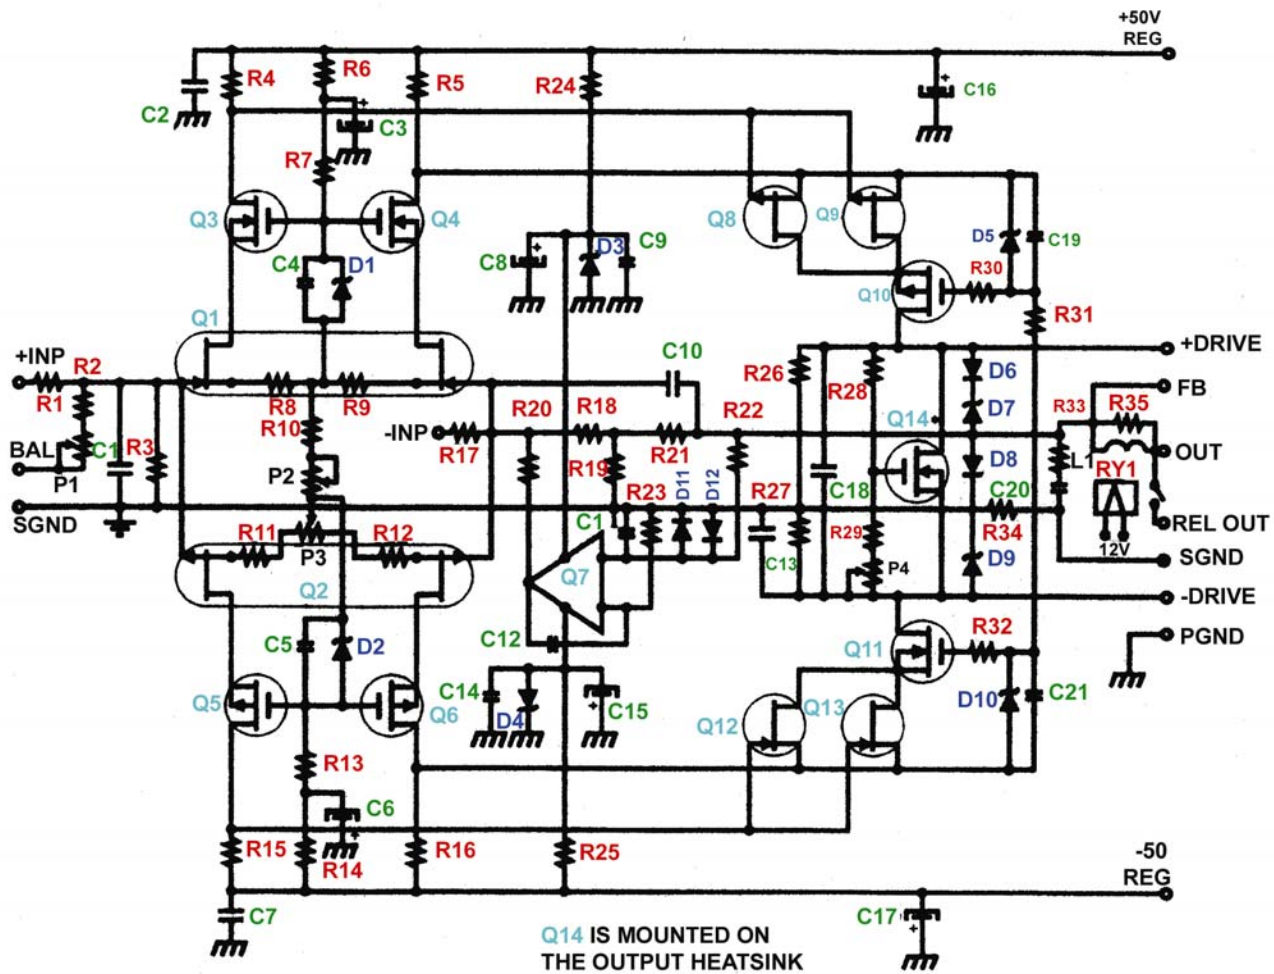 +50V
REG
R4
R6
R5
R24
C16
C2
C3
R7
Q3
Q4
Q8
Q9
D5
C19
C4
D1
C8
D3
C9
R30
Q10
R31
Q1
+INP
R2
C10
+DRIVE
R26
R28
D6
FB
R1
R8
R9
R20
R18
R22
D7
R33
R35
R10
-INP
Q14
BAL
C1
R3
R17
R19
R21
D8
L1
OUT
P1
P2
D11
D12
C18
RY1
SGND
R23
R27
C20
R11
R12
C1
R29
R34
REL OUT
P3
Q7
C13
P4
D9
12V
SGND
Q2
-DRIVE
C5
D2
C12
Q11
R32
PGND
Q5
Q6
C14
D4
C15
Q12
Q13
D10
C21
R13
C6
R15
R14
R16
R25
-50
REG
C7
C17
Q14 IS MOUNTED ON
THE OUTPUT HEATSINK